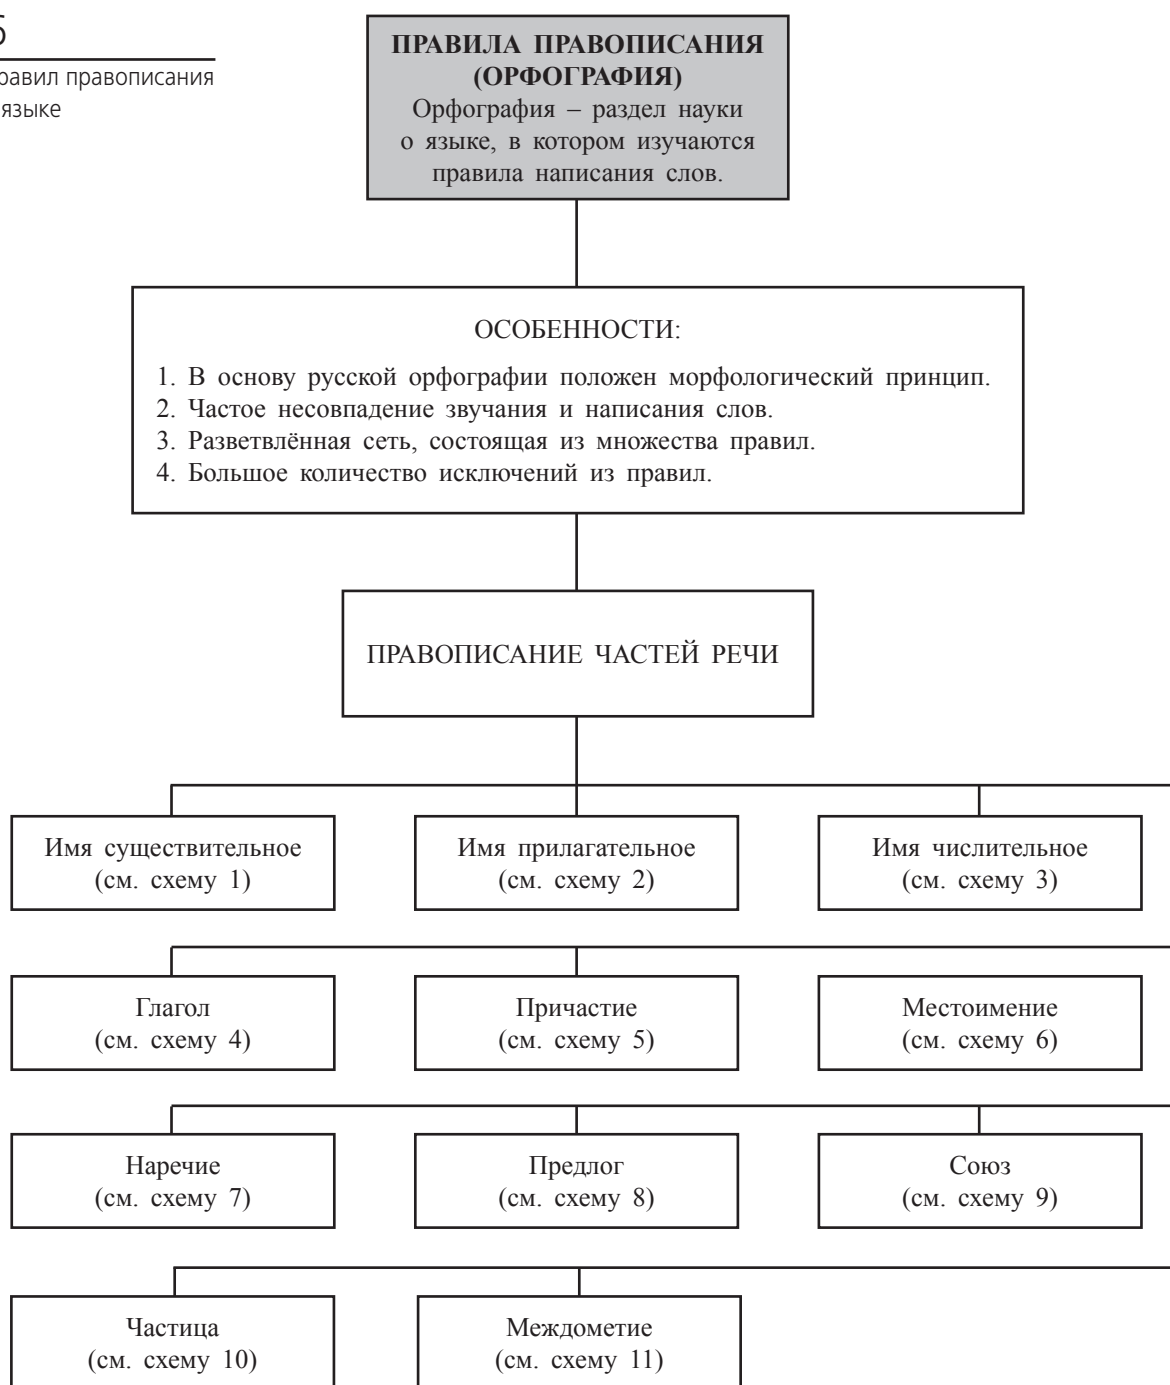 равил правописания
языке
ПРАВИЛА ПРАВОПИСАНИЯ
(ОРФОГРАФИЯ)
Орфография – раздел науки
о языке, в котором изучаются
правила написания слов.
ОСОБЕННОСТИ:
1. В основу русской орфографии положен морфологический принцип.
2. Частое несовпадение звучания и написания слов.
3. Разветвлённая сеть, состоящая из множества правил.
4. Большое количество исключений из правил.
ПРАВОПИСАНИЕ ЧАСТЕЙ РЕЧИ
Имя существительное
(см. схему 1)
Имя прилагательное
(см. схему 2)
Имя числительное
(см. схему 3)
Глагол
(см. схему 4)
Причастие
(см. схему 5)
Местоимение
(см. схему 6)
Наречие
(см. схему 7)
Предлог
(см. схему 8)
Союз
(см. схему 9)
Частица
(см. схему 10)
Междометие
(см. схему 11)